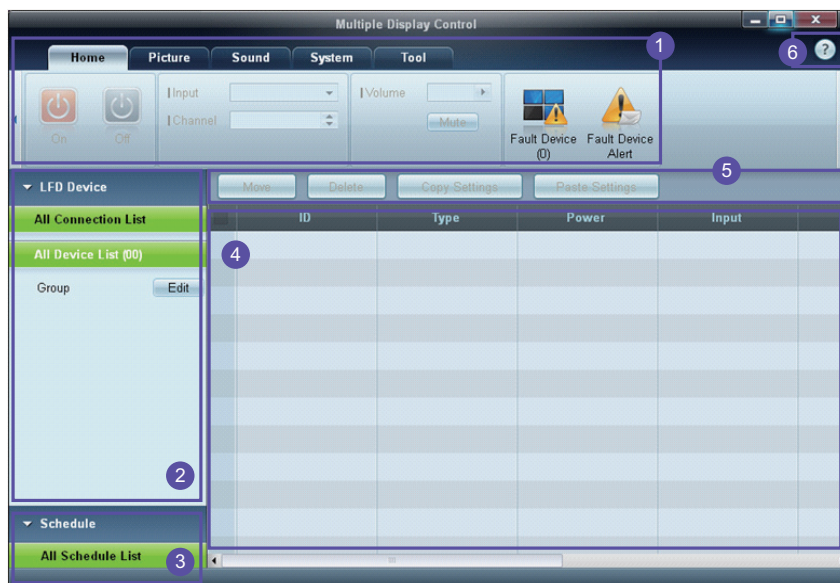 Multiple Display Control
Home Picture Sound System Tool
1
6
?
Input
Volume
Channel
Mute
On Off
Fault Device (0)
Fault Device Alert
5
LFD Device
Move Delete Copy Settings Paste Settings
All Connection List
ID Type Power Input
All Device List (00)
4
Group Edit
2
Schedule
All Schedule List
3